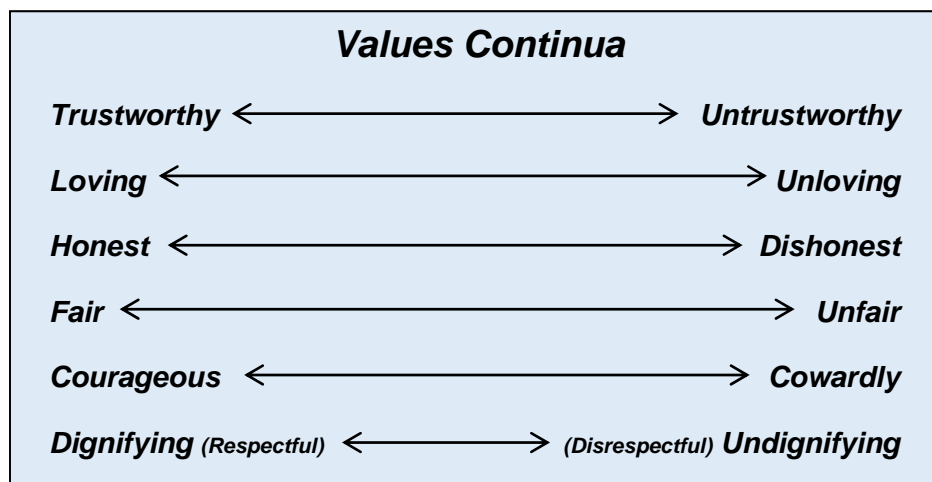 Values Continua
Trustworthy Untrustworthy
Loving Unloving
Honest Dishonest
Fair Unfair
Courageous Cowardly
Dignifying (Respectful) (Disrespectful) Undignifying